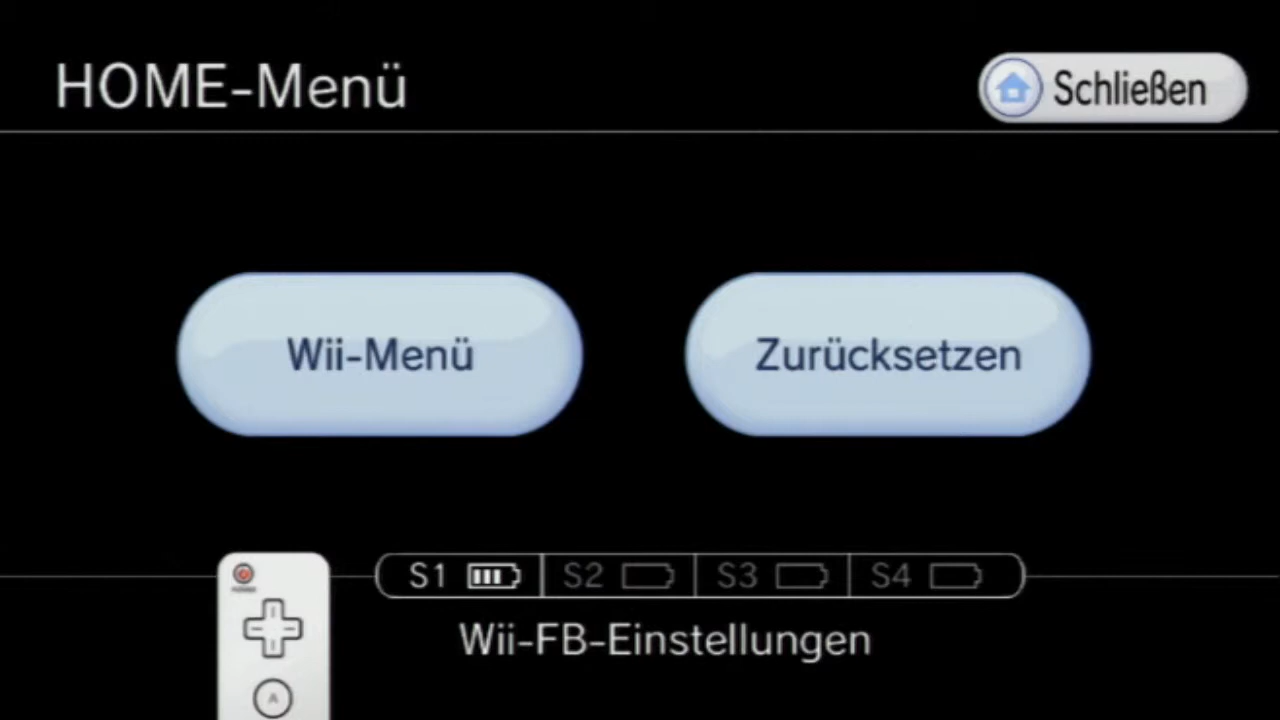 HOME-Menü
Schließen
Wii-Menü
Zurücksetzen
S1 S2 S3 S4
Wii-FB-Einstellungen
A